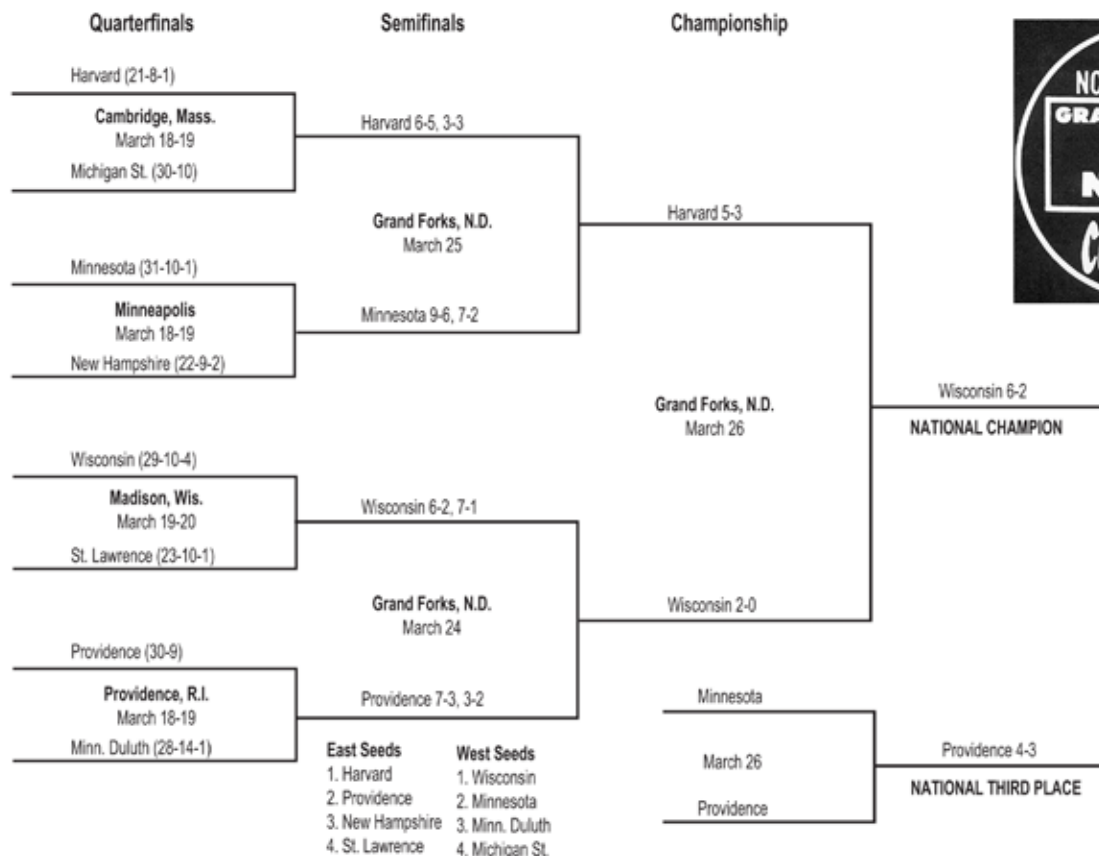 Quarterfinals
Semifinals
Championship
Harvard (21-8-1)
Cambridge, Mass.
March 18-19
Michigan St. (30-10)
Minnesota (31-10-1)
Minneapolis
March 18-19
New Hampshire (22-9-2)
Wisconsin (29-10-4)
Madison, Wis.
March 19-20
St. Lawrence (23-10-1)
Providence (30-9)
Providence, R.I.
March 18-19
Minn. Duluth (28-14-1)
Harvard 6-5, 3-3
Grand Forks, N.D.
March 25
Minnesota 9-6, 7-2
Wisconsin 6-2, 7-1
Grand Forks, N.D.
March 24
Providence 7-3, 3-2
East Seeds
1. Harvard
2. Providence
3. New Hampshire
4. St. Lawrence
West Seeds
1. Wisconsin
2. Minnesota
3. Minn. Duluth
4. Michigan St.
Harvard 5-3
Grand Forks, N.D.
March 26
Wisconsin 2-0
Wisconsin 6-2
NATIONAL CHAMPION
Minnesota
March 26
Providence
Providence 4-3
NATIONAL THIRD PLACE